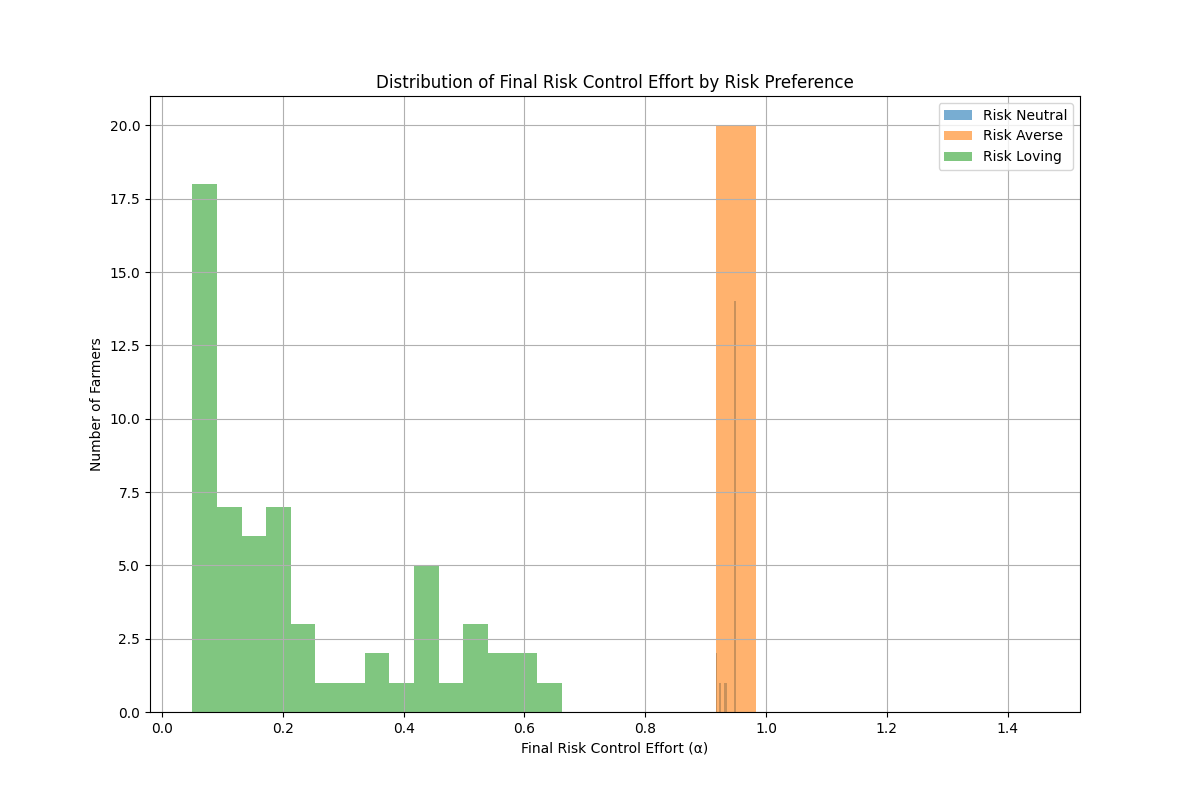 Distribution of Final Risk Control Effort by Risk Preference
Number of Farmers
20.0
17.5
15.0
12.5
10.0
7.5
5.0
2.5
0.0
Risk Neutral
Risk Averse
Risk Loving
0.0 0.2 0.4 0.6 0.8 1.0 1.2 1.4
Final Risk Control Effort (α)